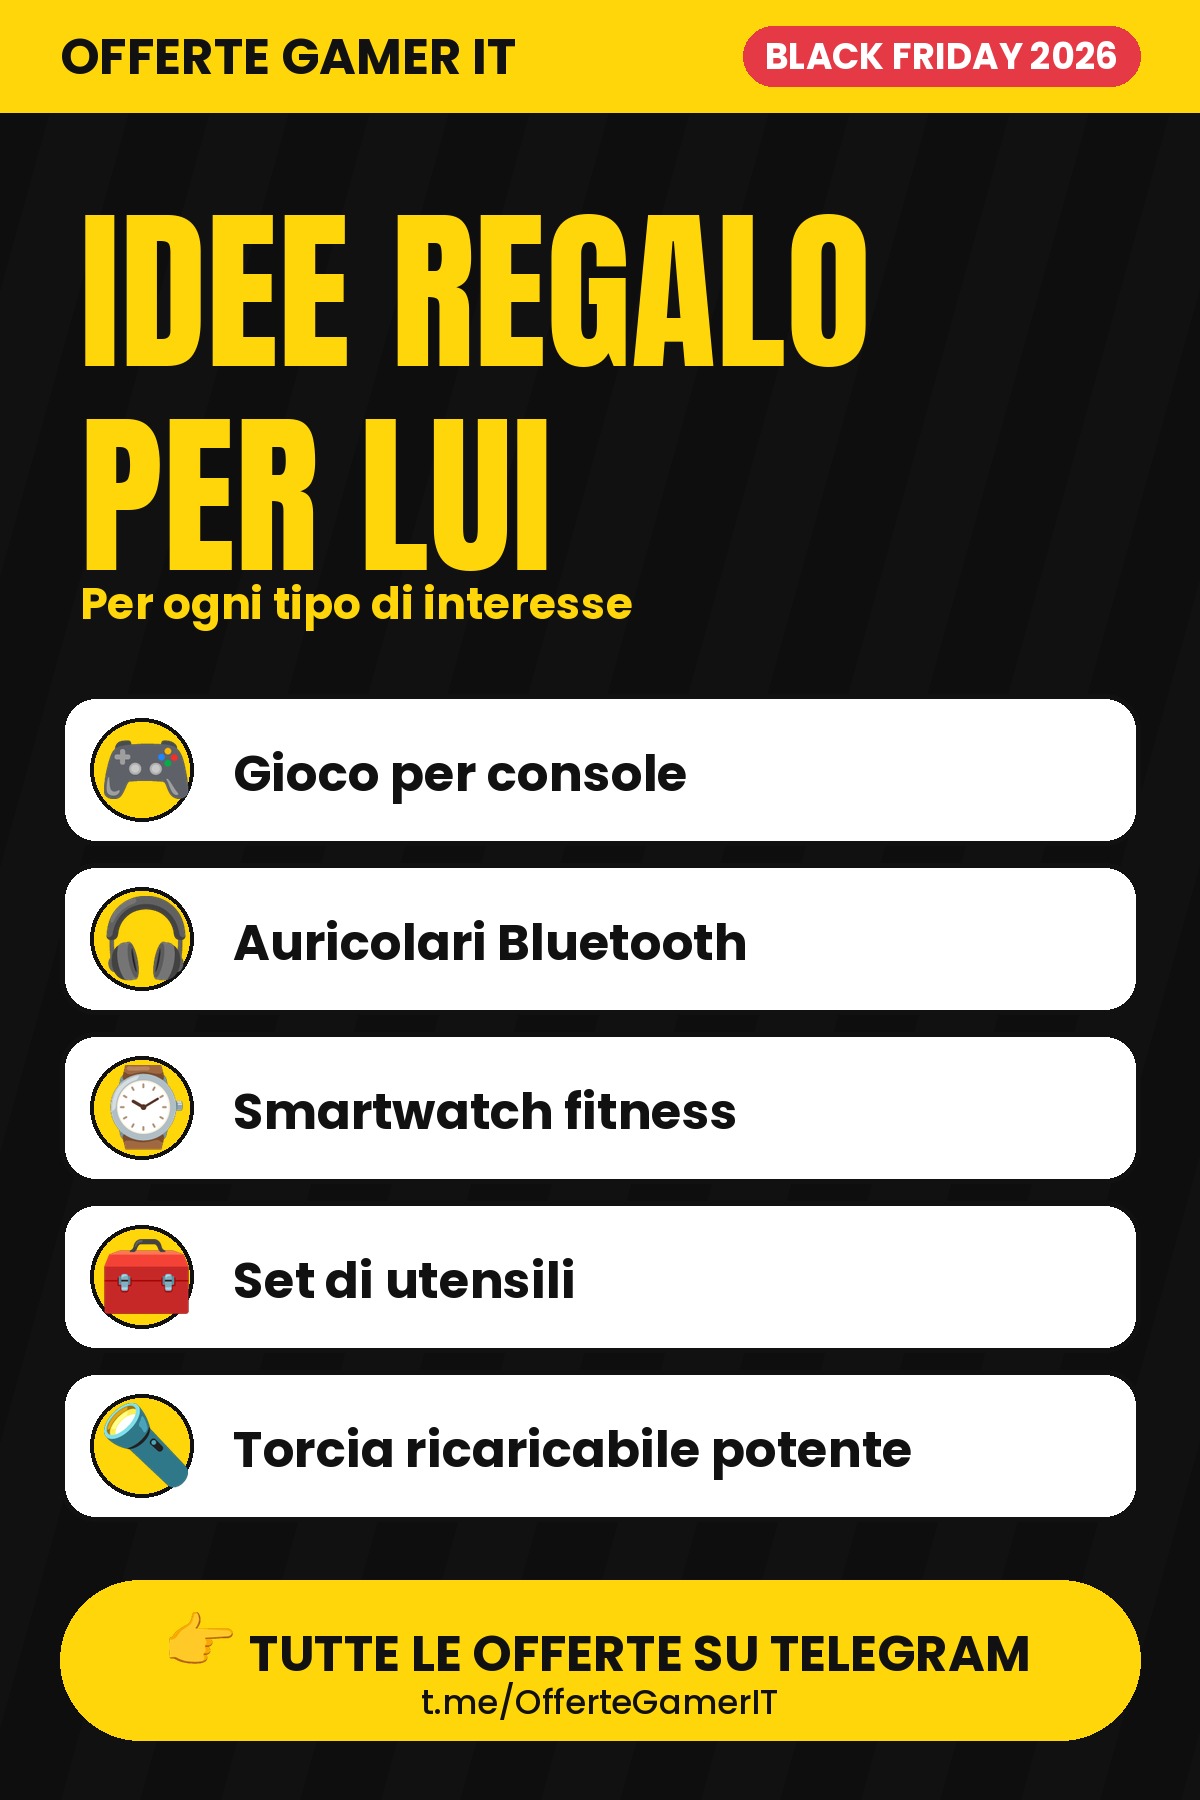 OFFERTE GAMER IT
BLACK FRIDAY 2026
IDEE REGALO
PER LUI
Per ogni tipo di interesse
Gioco per console
Auricolari Bluetooth
Smartwatch fitness
Set di utensili
Torcia ricaricabile potente
TUTTE LE OFFERTE SU TELEGRAM
t.me/OfferteGamerIT